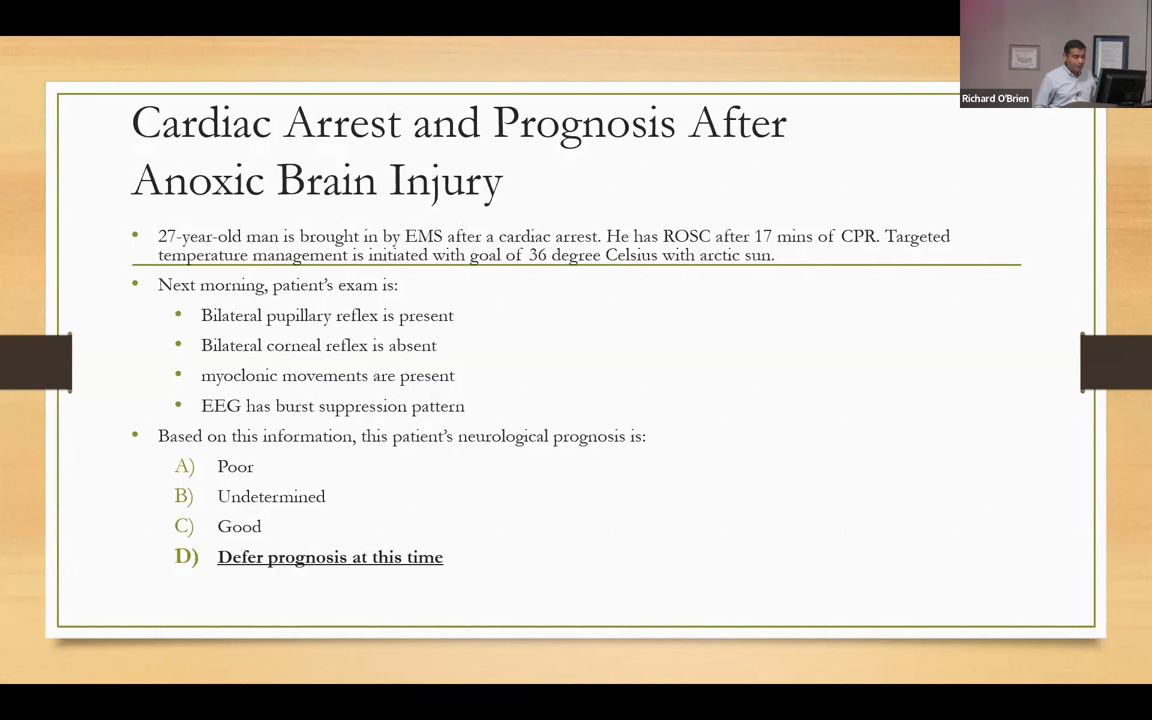 Richard O'Brien
Cardiac Arrest and Prognosis After
Anoxic Brain Injury
• 27-year-old man is brought in by EMS after a cardiac arrest. He has ROSC after 17 mins of CPR. Targeted
temperature management is initiated with goal of 36 degree Celsius with arctic sun.
• Next morning, patient's exam is:
• Bilateral pupillary reflex is present
• Bilateral corneal reflex is absent
• myoclonic movements are present
• EEG has burst suppression pattern
• Based on this information, this patient's neurological prognosis is:
A) Poor
B) Undetermined
C) Good
D) Defer prognosis at this time